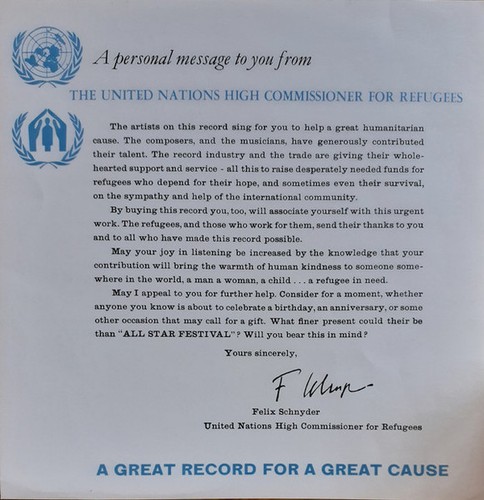 A personal message to you from
THE UNITED NATIONS HIGH COMMISSIONER FOR REFUGEES
The artists on this record sing for you to help a great humanitarian
cause. The composers, and the musicians, have generously contributed
their talent. The record industry and the trade are giving their whole-
hearted support and service - all this to raise desperately needed funds for
refugees who depend for their hope, and sometimes even their survival,
on the sympathy and help of the international community.
By buying this record you, too, will associate yourself with this urgent
work. The refugees, and those who work for them, send their thanks to you
and to all who have made this record possible.
May your joy in listening be increased by the knowledge that your
contribution will bring the warmth of human kindness to someone some-
where in the world, a man a woman, a child . . . a refugee in need.
May I appeal to you for further help. Consider for a moment, whether
anyone you know is about to celebrate a birthday, an anniversary, or some
other occasion that may call for a gift. What finer present could their be
than "ALL STAR FESTIVAL"? Will you bear this in mind?
Yours sincerely,
Felix Schnyder
United Nations High Commissioner for Refugees
A GREAT RECORD FOR A GREAT CAUSE